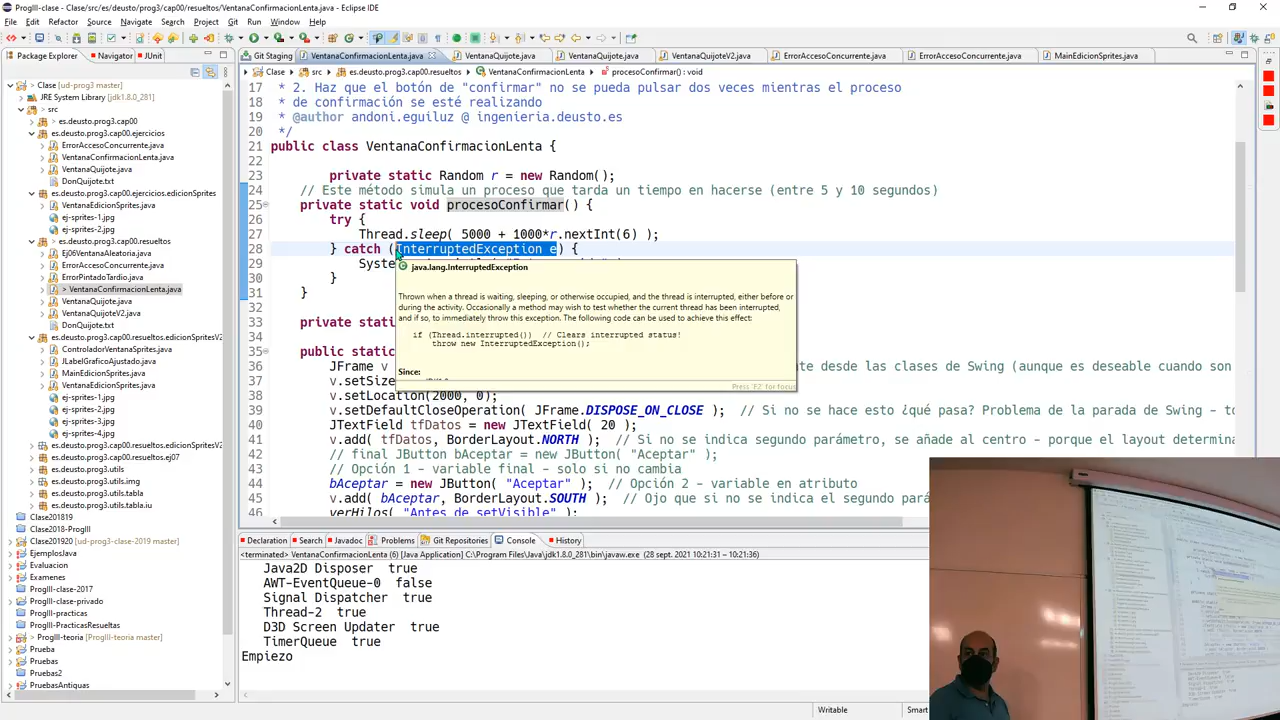 ProgIII-clase - Clase/src/es/deusto/prog3/cap00/resueltos/VentanaConfirmacionLenta.java - Eclipse IDE
File Edit Refactor Source Navigate Search Project Git Run Window Help
Package Explorer Navigator JUnit
Git Staging VentanaConfirmacionLenta.java VentanaQuijote.java VentanaQuijote.java VentanaQuijoteV2.java ErrorAccesoConcurrente.java ErrorAccesoConcurrente.java MainEdicionSprites.java
Clase src es.deusto.prog3.cap00.resueltos VentanaConfirmacionLenta procesoConfirmar() : void
Clase (ud-prog3 master)
JRE System Library [jdk1.8.0_281]
src
es.deusto.prog3.cap00
es.deusto.prog3.cap00.ejercicios
ErrorAccesoConcurrente.java
VentanaConfirmacionLenta.java
VentanaQuijote.java
DonQuijote.txt
es.deusto.prog3.cap00.ejercicios.edicionSprites
VentanaEdicionSprites.java
ej-sprites-1.jpg
ej-sprites-2.jpg
es.deusto.prog3.cap00.resueltos
Ej06VentanaAleatoria.java
ErrorAccesoConcurrente.java
ErrorPintadoTardio.java
> VentanaConfirmacionLenta.java
VentanaQuijote.java
VentanaQuijoteV2.java
DonQuijote.txt
es.deusto.prog3.cap00.resueltos.edicionSprites
ControladorVentanaSprites.java
JLabelGraficoAjustado.java
MainEdicionSprites.java
VentanaEdicionSprites.java
ej-sprites-1.jpg
ej-sprites-2.jpg
ej-sprites-3.jpg
ej-sprites-4.jpg
es.deusto.prog3.cap00.resueltos.edicionSpritesV2
es.deusto.prog3.cap00.resueltos.ej07
es.deusto.prog3.utils
es.deusto.prog3.utils.img
es.deusto.prog3.utils.tabla
es.deusto.prog3.utils.tabla.iu
Clase201819
Clase2018-ProgIII
Clase201920 [ud-prog3-clase-2019 master]
EjemplosJava
Evaluacion
Examenes
ProgIII-clase-2017
ProgIII-clase-privado
ProgIII-practicas
ProgIII-PracticasResueltas
> ProgIII-teoria [ProgIII-teoria master]
Prueba
Pruebas
Pruebas2
PruebasAntiguas
17 * 2. Haz que el botón de "confirmar" no se pueda pulsar dos veces mientras el proceso
18 * de confirmación se esté realizando
19 * @author andoni.eguiluz @ ingenieria.deusto.es
20 */
21 public class VentanaConfirmacionLenta {
22
23 private static Random r = new Random();
24 // Este método simula un proceso que tarda un tiempo en hacerse (entre 5 y 10 segundos)
25 private static void procesoConfirmar() {
26 try {
27 Thread.sleep( 5000 + 1000*r.nextInt(6) );
28 } catch (InterruptedException e) {
29 Syste
30 }
31 }
32
33 private stati
34
35 public static
36 JFrame v
37 v.setSize
38 v.setLocation(2000, 0);
39 v.setDefaultCloseOperation( JFrame.DISPOSE_ON_CLOSE ); // Si no se hace esto ¿qué pasa? Problema de la parada de Swing - to
40 JTextField tfDatos = new JTextField( 20 );
41 v.add( tfDatos, BorderLayout.NORTH ); // Si no se indica segundo parámetro, se añade al centro - porque el layout determina
42 // final JButton bAceptar = new JButton( "Aceptar" );
43 // Opción 1 - variable final - solo si no cambia
44 bAceptar = new JButton( "Aceptar" ); // Opción 2 - variable en atributo
45 v.add( bAceptar, BorderLayout.SOUTH ); // Ojo que si no se indica el segundo pará
46 verHilos( "Antes de setVisible" );
nte desde las clases de Swing (aunque es deseable cuando son
java.lang.InterruptedException
Thrown when a thread is waiting, sleeping, or otherwise occupied, and the thread is interrupted, either before or
during the activity. Occasionally a method may wish to test whether the current thread has been interrupted,
and if so, to immediately throw this exception. The following code can be used to achieve this effect:
if (Thread.interrupted()) // Clears interrupted status!
throw new InterruptedException();
Since:
Press 'F2' for focus
Declaration Search Javadoc Problems Git Repositories Console History
<terminated> VentanaConfirmacionLenta (6) [Java Application] C:\Program Files\Java\jdk1.8.0_281\bin\javaw.exe (28 sept. 2021 10:21:31 – 10:21:36)
Java2D Disposer true
AWT-EventQueue-0 false
Signal Dispatcher true
Thread-2 true
D3D Screen Updater true
TimerQueue true
Empiezo
Writable
Smart